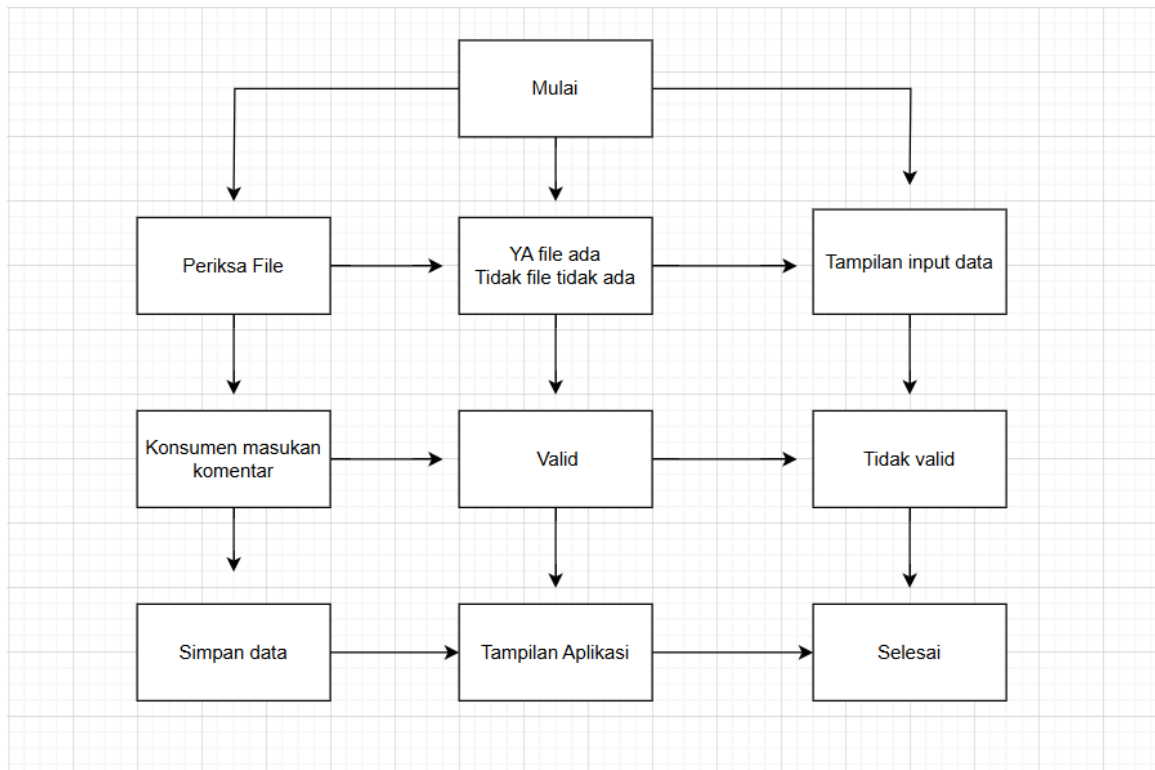 Mulai
Periksa File
YA file ada
Tidak file tidak ada
Tampilan input data
Konsumen masukan
komentar
Valid
Tidak valid
Simpan data
Tampilan Aplikasi
Selesai